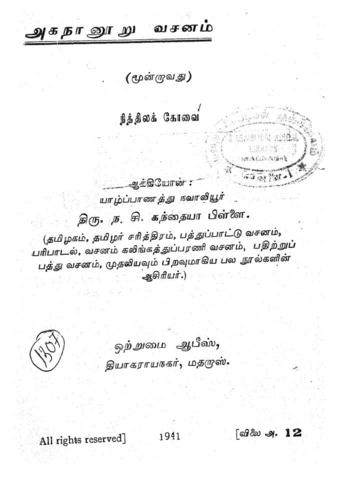 அகநானூறு வசனம்
(மூன்றுவது)
நித்திலக் கோவை
ஆக்கியோன் :
யாழ்ப்பாணத்து நவாலியூர்
திரு. ந. சி. கந்தையா பிள்ளை.
(தமிழகம், தமிழர் சரித்திரம், பத்துப்பாட்டு வசனம்,
பரிபாடல், வசனம் கலிங்கத்துப்பரணி வசனம், பதிற்றுப்
பத்து வசனம், முதலியவும் பிறவுமாகிய பல நூல்களின்
ஆசிரியர்.)
1307
ஒற்றுமை ஆபீஸ்,
தியாகராயநகர், மதராஸ்.
All rights reserved] 1941 [விலை அ. 12